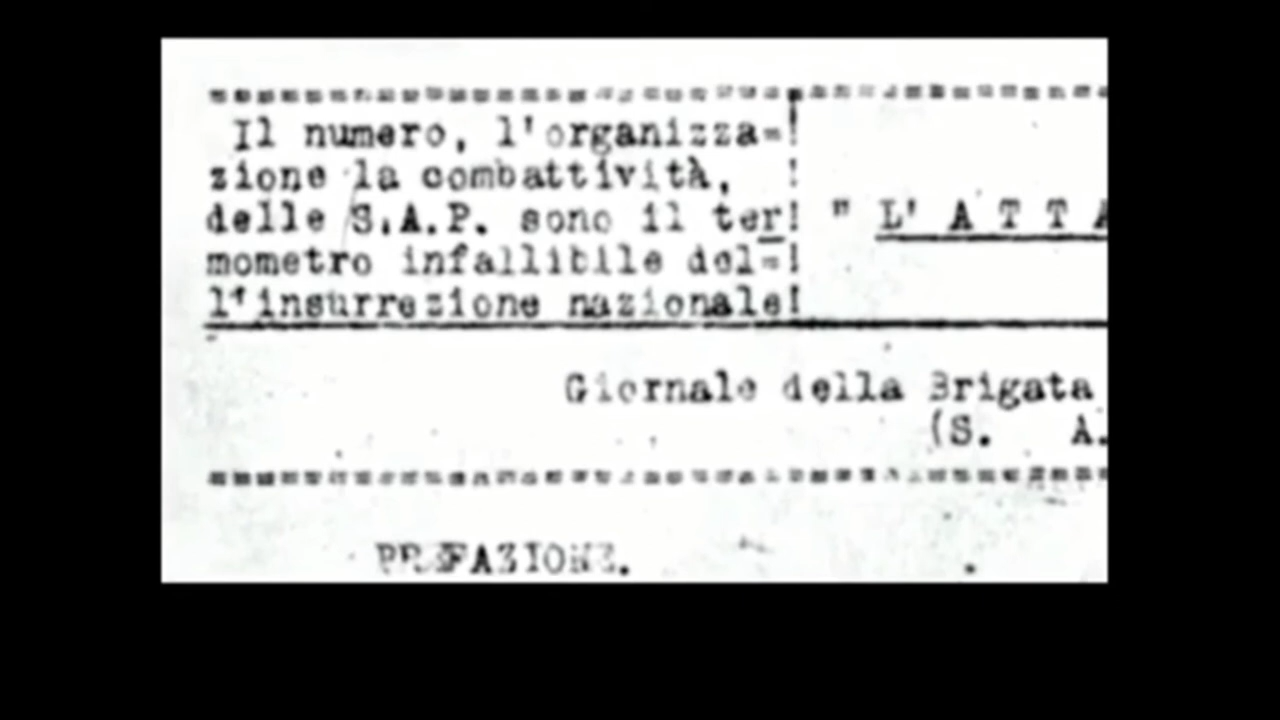 Il numero, l'organizza=!
zione la combattività, !
delle S.A.P. sono il ter!
mometro infallibile del=!
l'insurrezione nazionale!
" L' A T T A
Giornale della Brigata
(S. A.
PREFAZIONE.